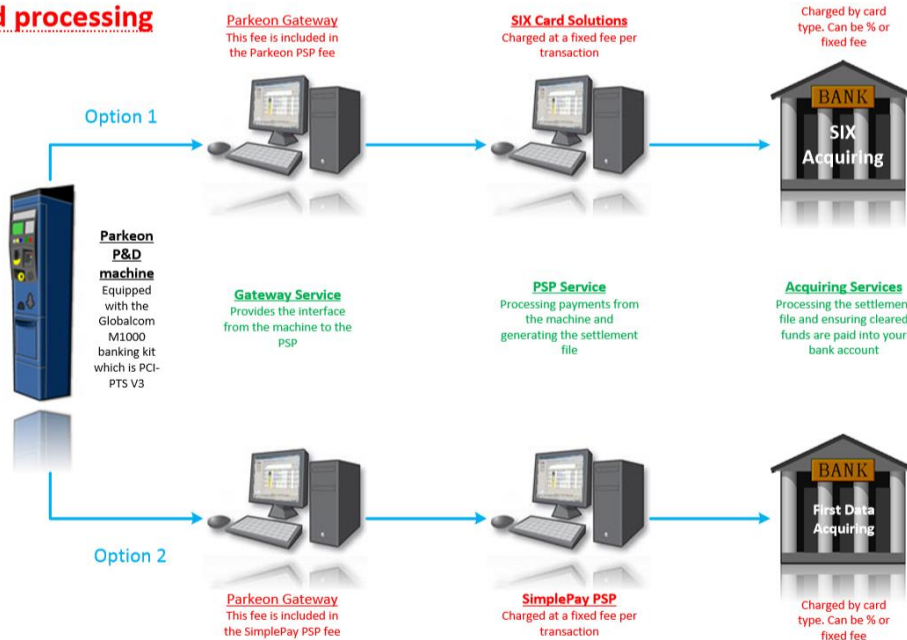 d processing
Parkeon Gateway
This fee is included in
the Parkeon PSP fee
SIX Card Solutions
Charged at a fixed fee per
transaction
Charged by card
type. Can be % or
fixed fee
Option 1
BANK
SIX
Acquiring
Parkeon
P&D
machine
Equipped
with the
Globalcom
M1000
banking kit
which is PCI-
PTS V3
Gateway Service
Provides the interface
from the machine to the
PSP
PSP Service
Processing payments from
the machine and
generating the settlement
file
Acquiring Services
Processing the settlemen
file and ensuring cleared
funds are paid into your
bank account
Option 2
BANK
First Data
Acquiring
Parkeon Gateway
This fee is included in
the SimplePay PSP fee
SimplePay PSP
Charged at a fixed fee per
transaction
Charged by card
type. Can be % or
fixed fee